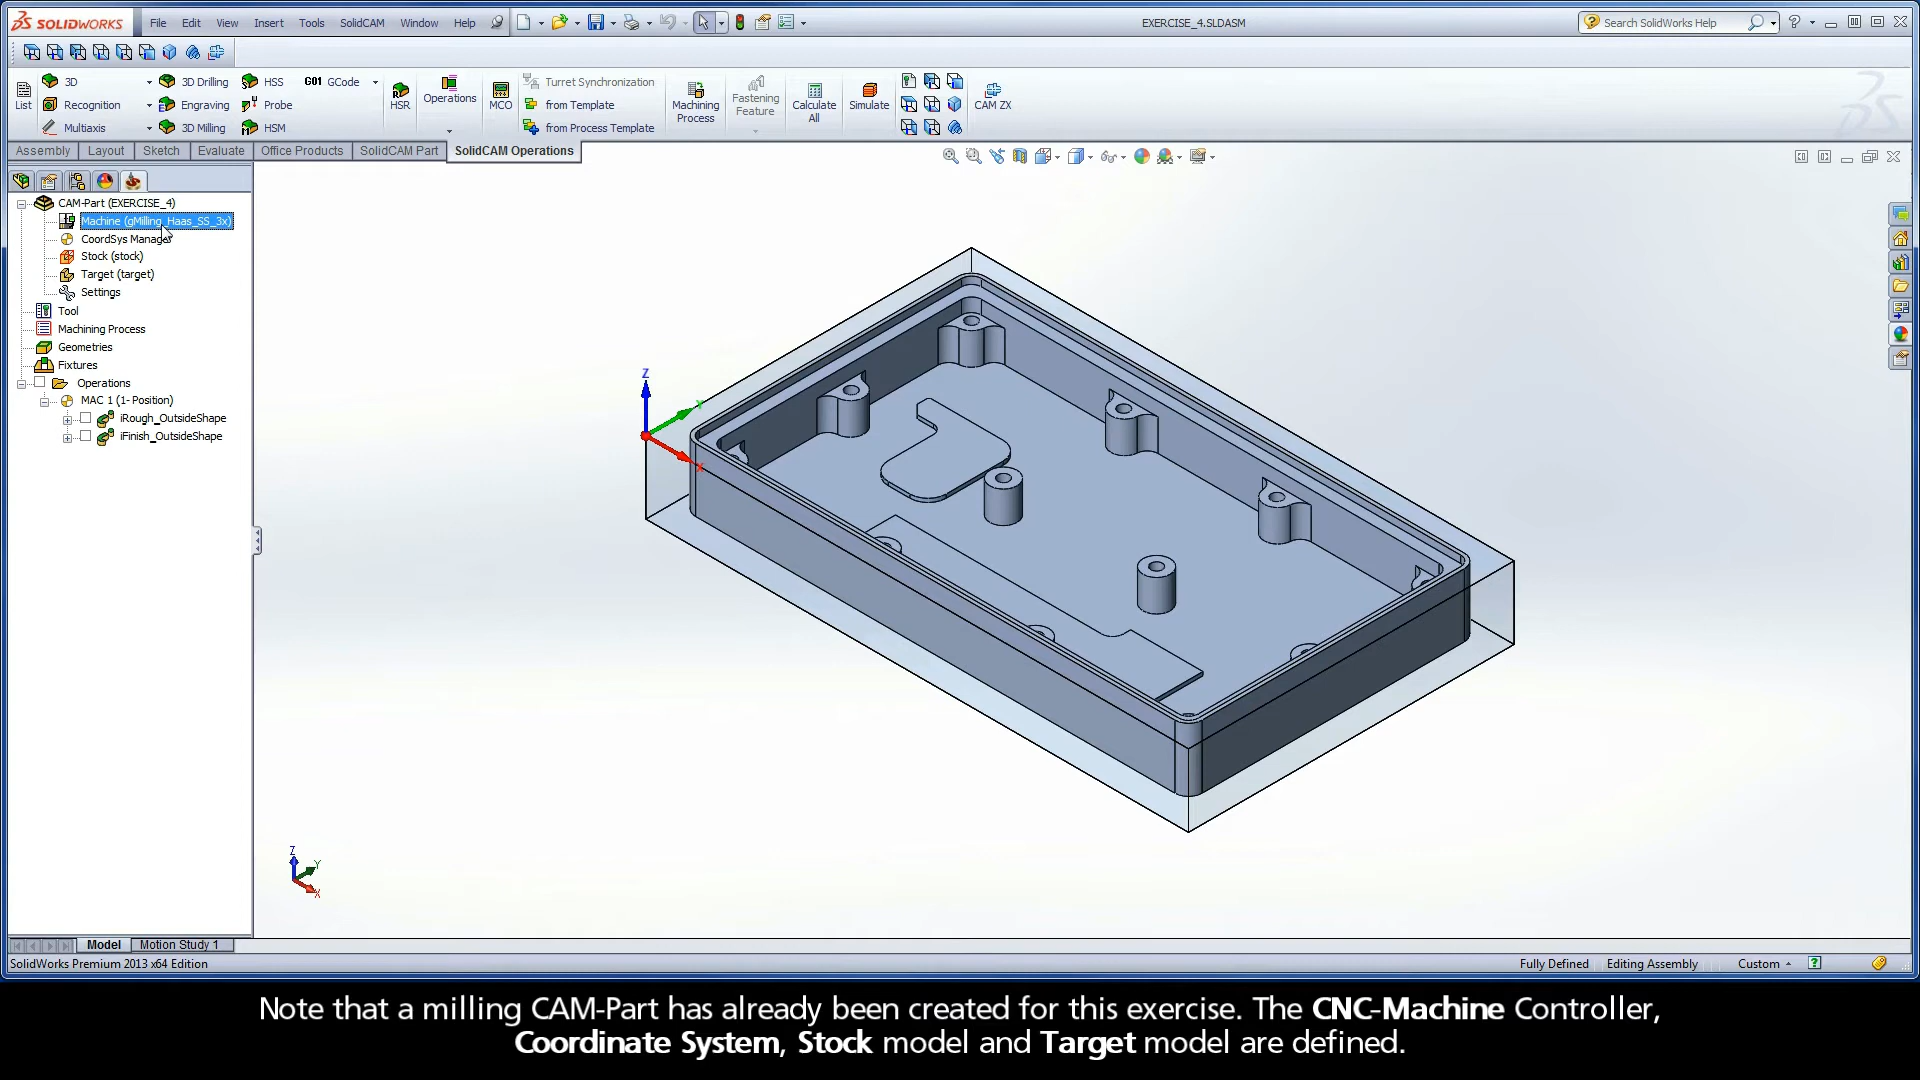 SOLIDWORKS File Edit View Insert Tools SolidCAM Window Help EXERCISE_4.SLDASM Search SolidWorks Help
3D 3D Drilling HSS G01 GCode Turret Synchronization
List Recognition Engraving Probe HSR Operations MCO from Template Machining Process Fastening Feature Calculate All Simulate CAM ZX
Multiaxis 3D Milling HSM from Process Template
Assembly Layout Sketch Evaluate Office Products SolidCAM Part SolidCAM Operations
CAM-Part (EXERCISE_4)
Machine (gMilling_Haas_SS_3x)
CoordSys Manager
Stock (stock)
Target (target)
Settings
Tool
Machining Process
Geometries
Fixtures
Operations
MAC 1 (1- Position)
iRough_OutsideShape
iFinish_OutsideShape
Z
Y
X
Z
Y
X
Model Motion Study 1
SolidWorks Premium 2013 x64 Edition Fully Defined Editing Assembly Custom
Note that a milling CAM-Part has already been created for this exercise. The CNC-Machine Controller,
Coordinate System, Stock model and Target model are defined.